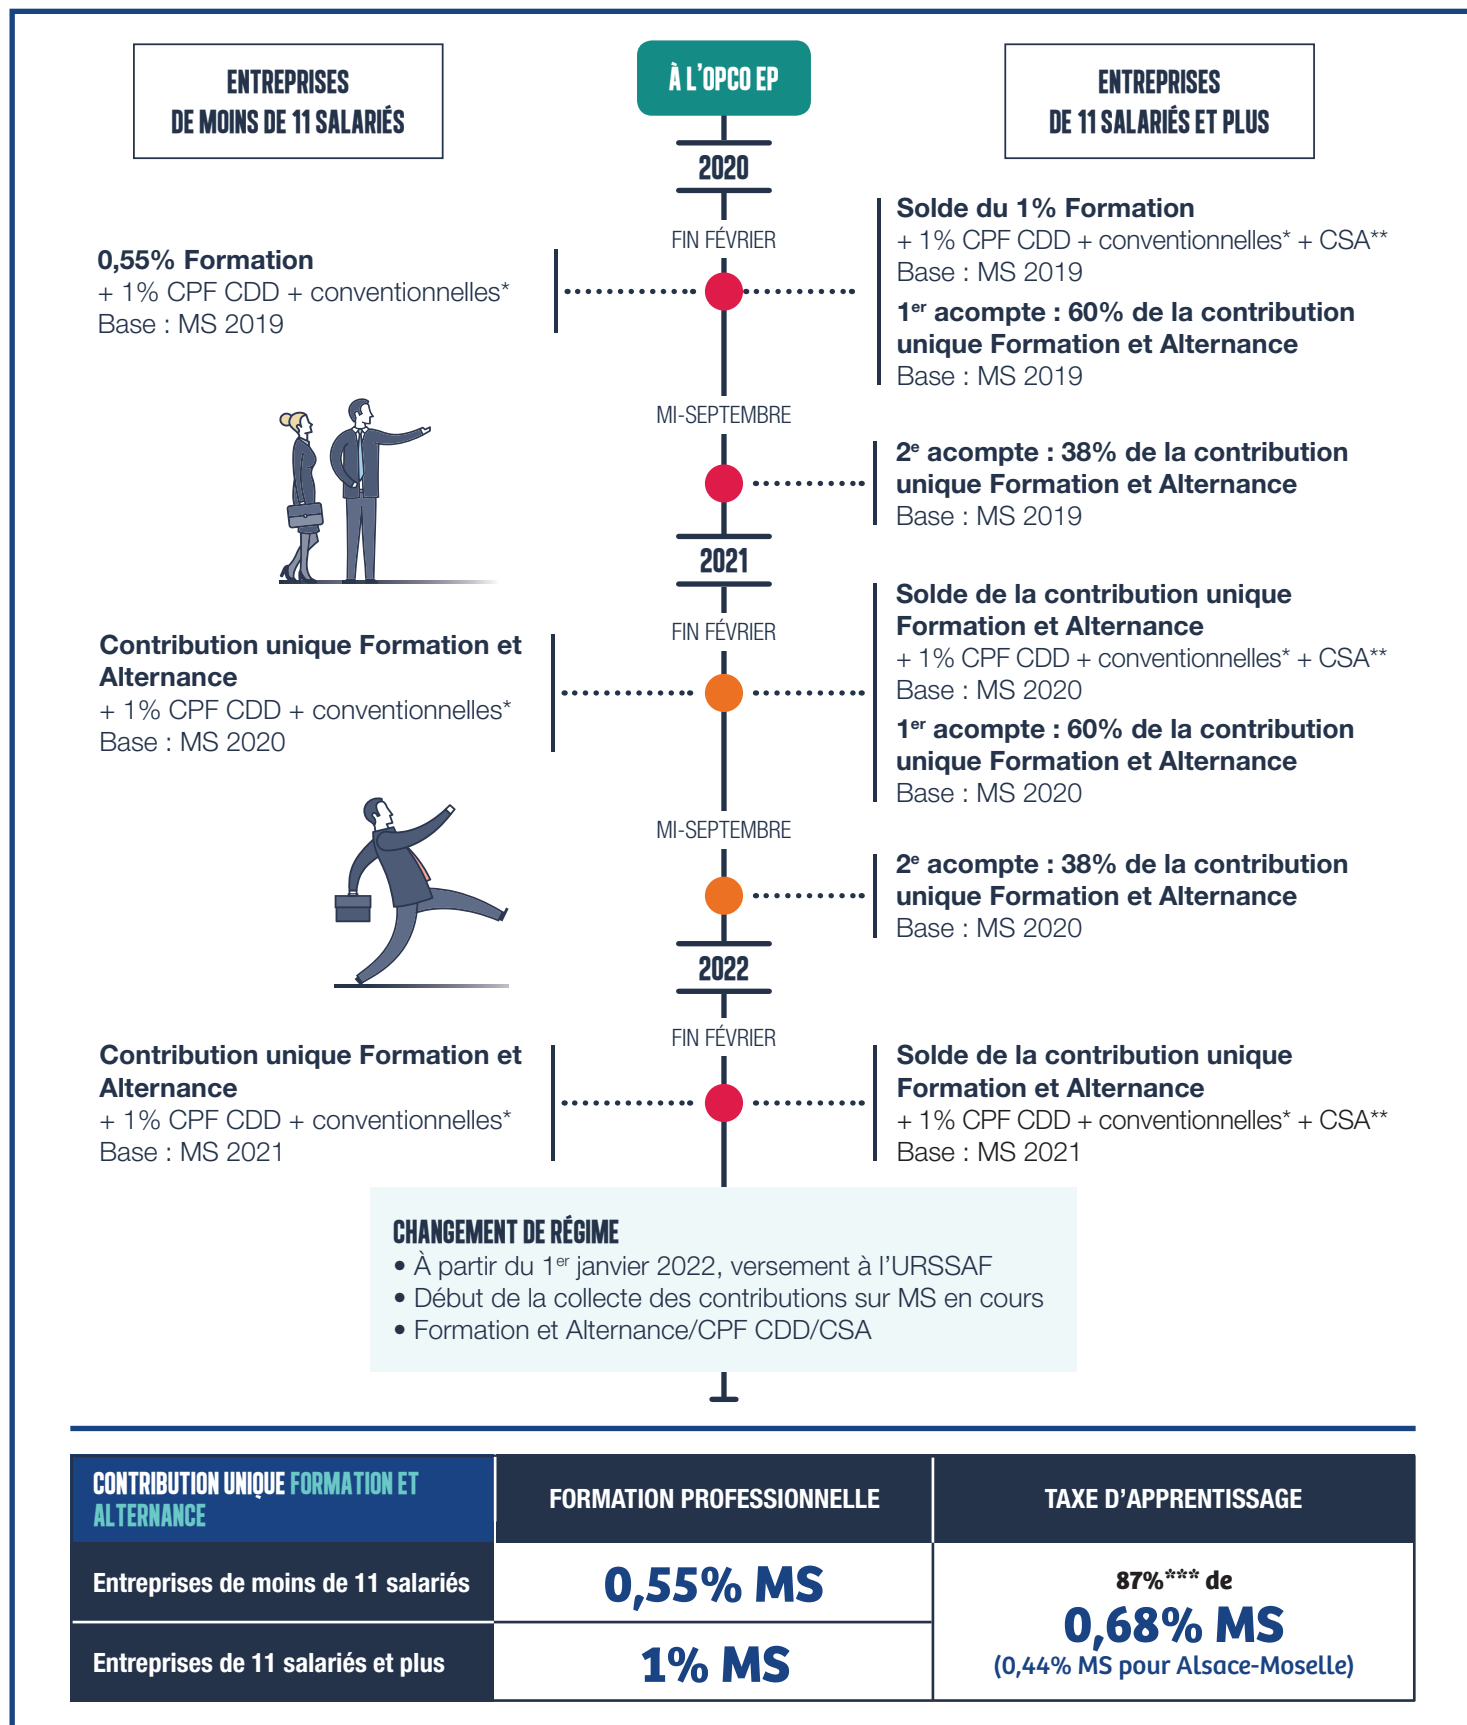 ENTREPRISES
DE MOINS DE 11 SALARIÉS
À L'OPCO EP
ENTREPRISES
DE 11 SALARIÉS ET PLUS
2020
FIN FÉVRIER
0,55% Formation
+ 1% CPF CDD + conventionnelles*
Base : MS 2019
Solde du 1% Formation
+ 1% CPF CDD + conventionnelles* + CSA**
Base : MS 2019
1er acompte : 60% de la contribution
unique Formation et Alternance
Base : MS 2019
MI-SEPTEMBRE
2e acompte : 38% de la contribution
unique Formation et Alternance
Base : MS 2019
2021
FIN FÉVRIER
Contribution unique Formation et
Alternance
+ 1% CPF CDD + conventionnelles*
Base : MS 2020
Solde de la contribution unique
Formation et Alternance
+ 1% CPF CDD + conventionnelles* + CSA**
Base : MS 2020
1er acompte : 60% de la contribution
unique Formation et Alternance
Base : MS 2020
MI-SEPTEMBRE
2e acompte : 38% de la contribution
unique Formation et Alternance
Base : MS 2020
2022
FIN FÉVRIER
Contribution unique Formation et
Alternance
+ 1% CPF CDD + conventionnelles*
Base : MS 2021
Solde de la contribution unique
Formation et Alternance
+ 1% CPF CDD + conventionnelles* + CSA**
Base : MS 2021
CHANGEMENT DE RÉGIME
• À partir du 1er janvier 2022, versement à l'URSSAF
• Début de la collecte des contributions sur MS en cours
• Formation et Alternance/CPF CDD/CSA
CONTRIBUTION UNIQUE FORMATION ET
ALTERNANCE
FORMATION PROFESSIONNELLE
TAXE D'APPRENTISSAGE
Entreprises de moins de 11 salariés
0,55% MS
87%*** de
0,68% MS
(0,44% MS pour Alsace-Moselle)
Entreprises de 11 salariés et plus
1% MS